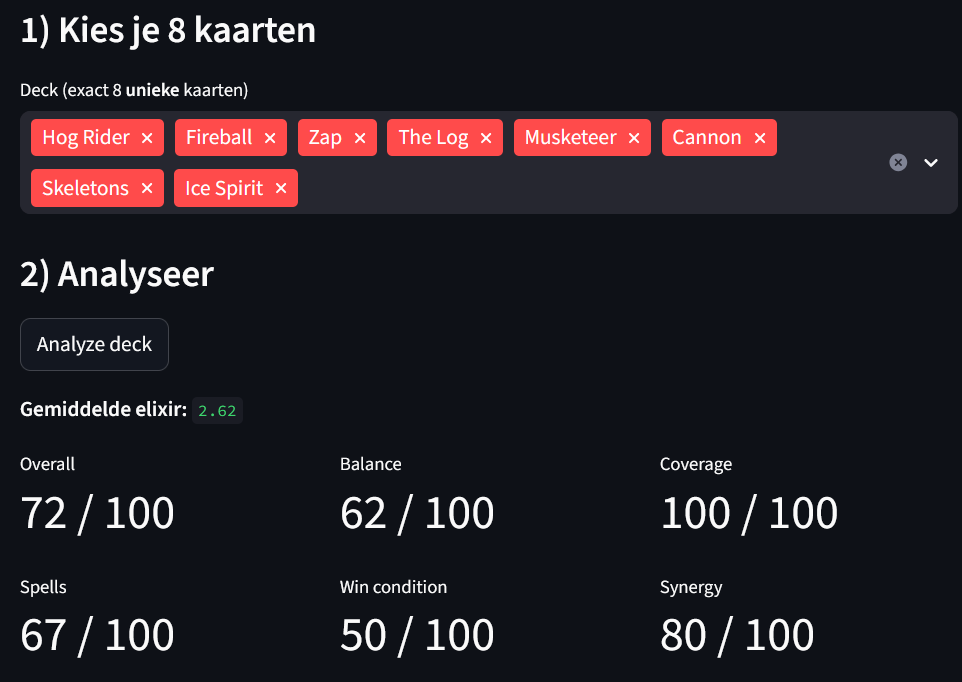 1) Kies je 8 kaarten
Deck (exact 8 unieke kaarten)
Hog Rider × Fireball × Zap × The Log × Musketeer × Cannon ×
Skeletons × Ice Spirit ×
2) Analyseer
Analyze deck
Gemiddelde elixir: 2.62
Overall Balance Coverage
72 / 100 62 / 100 100 / 100
Spells Win condition Synergy
67 / 100 50 / 100 80 / 100